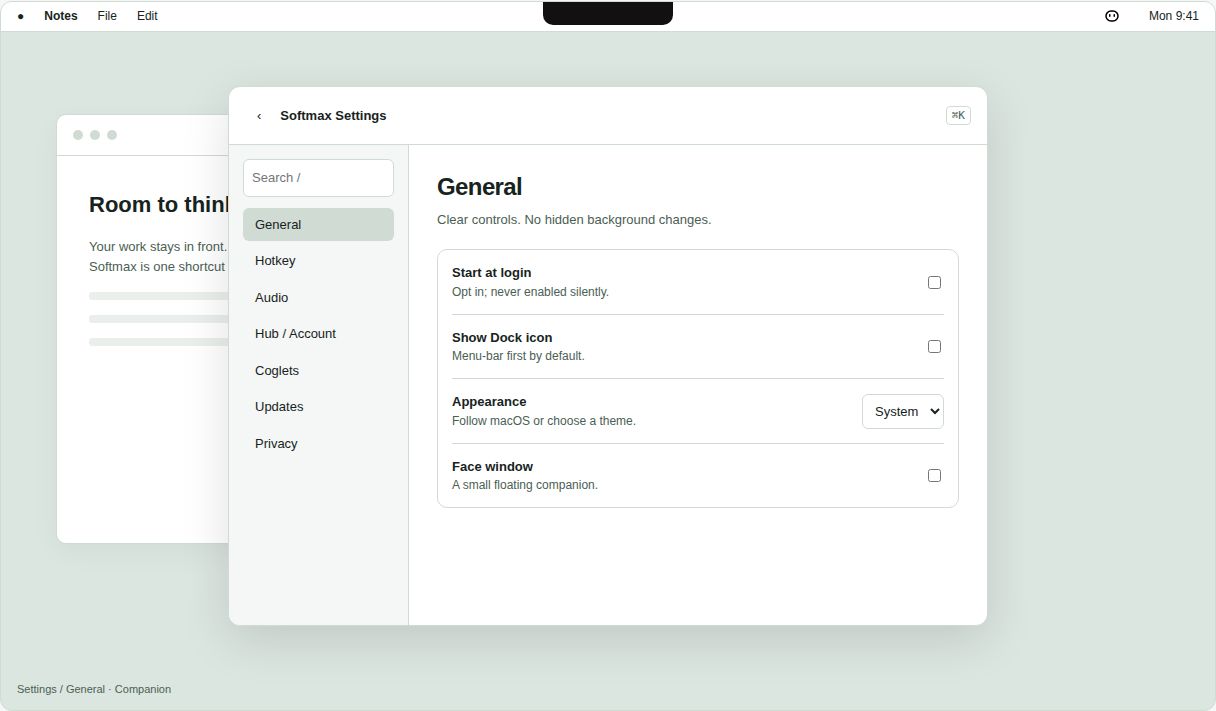 Notes File Edit
Mon 9:41
‹ Softmax Settings
⌘K
Room to think
Your work stays in front.
Softmax is one shortcut
Search /
General
Hotkey
Audio
Hub / Account
Coglets
Updates
Privacy
General
Clear controls. No hidden background changes.
Start at login
Opt in; never enabled silently.
Show Dock icon
Menu-bar first by default.
Appearance
Follow macOS or choose a theme.
System
Face window
A small floating companion.
Settings / General · Companion